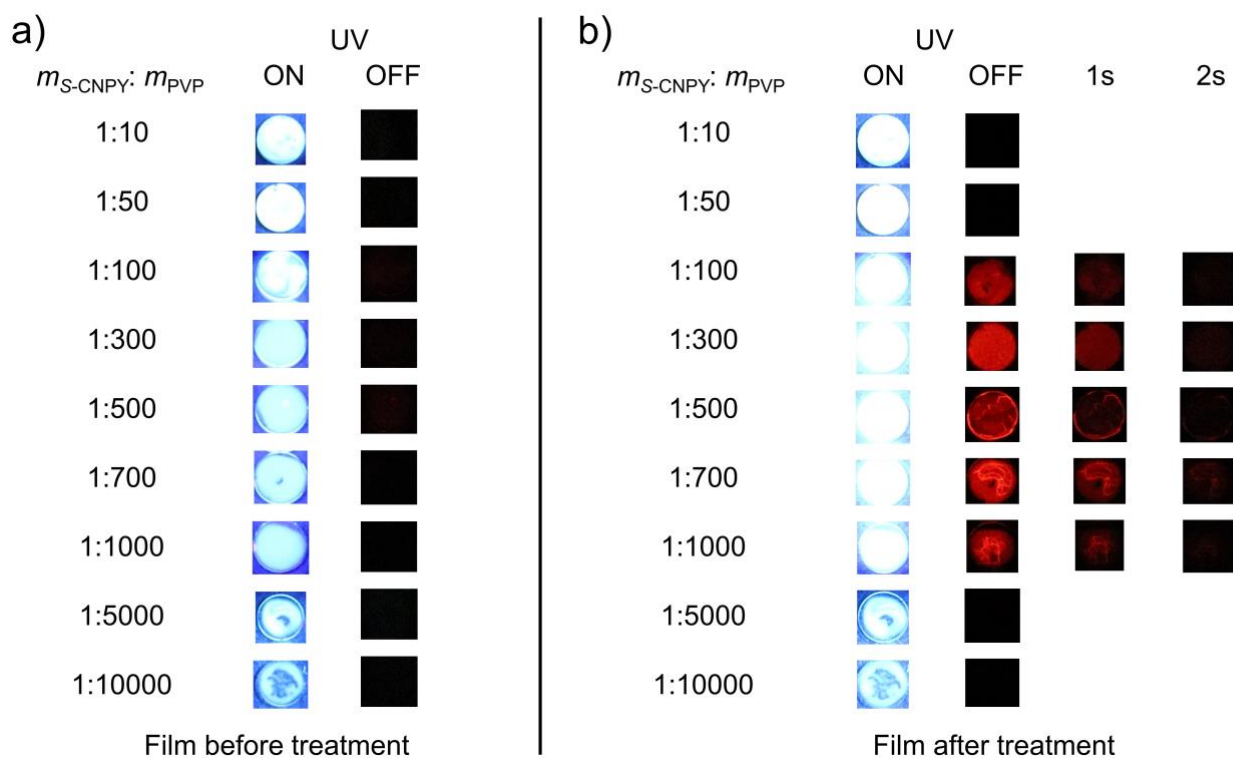 a)
UV
mS-CNPY: mPVP ON OFF
1:10
1:50
1:100
1:300
1:500
1:700
1:1000
1:5000
1:10000
Film before treatment
b)
UV
mS-CNPY: mPVP ON OFF 1s 2s
1:10
1:50
1:100
1:300
1:500
1:700
1:1000
1:5000
1:10000
Film after treatment